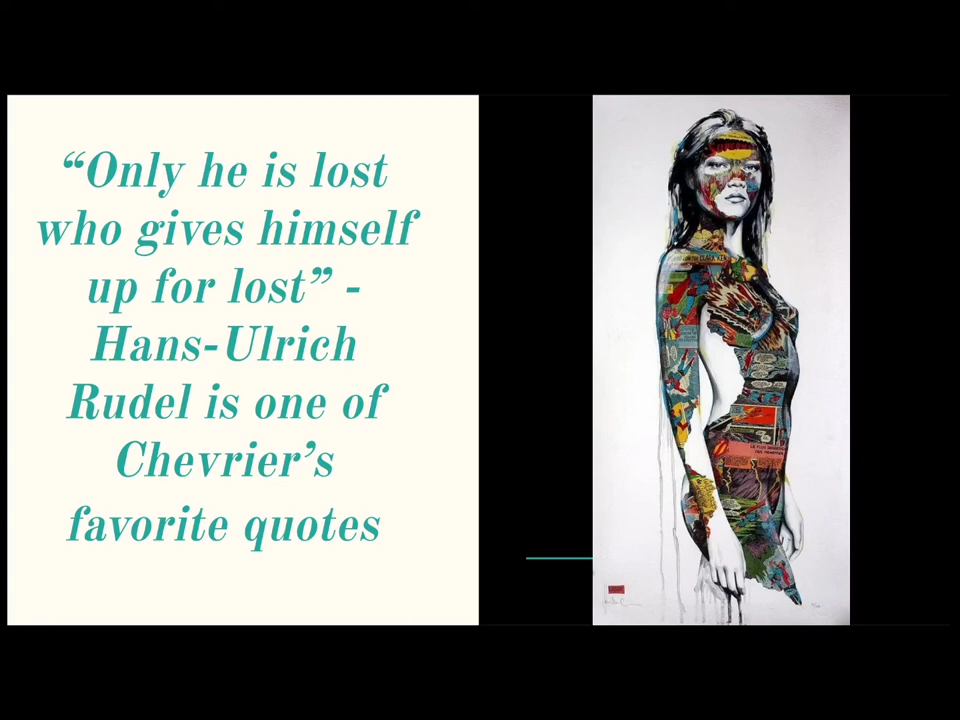 “Only he is lost
who gives himself
up for lost” -
Hans-Ulrich
Rudel is one of
Chevrier’s
favorite quotes